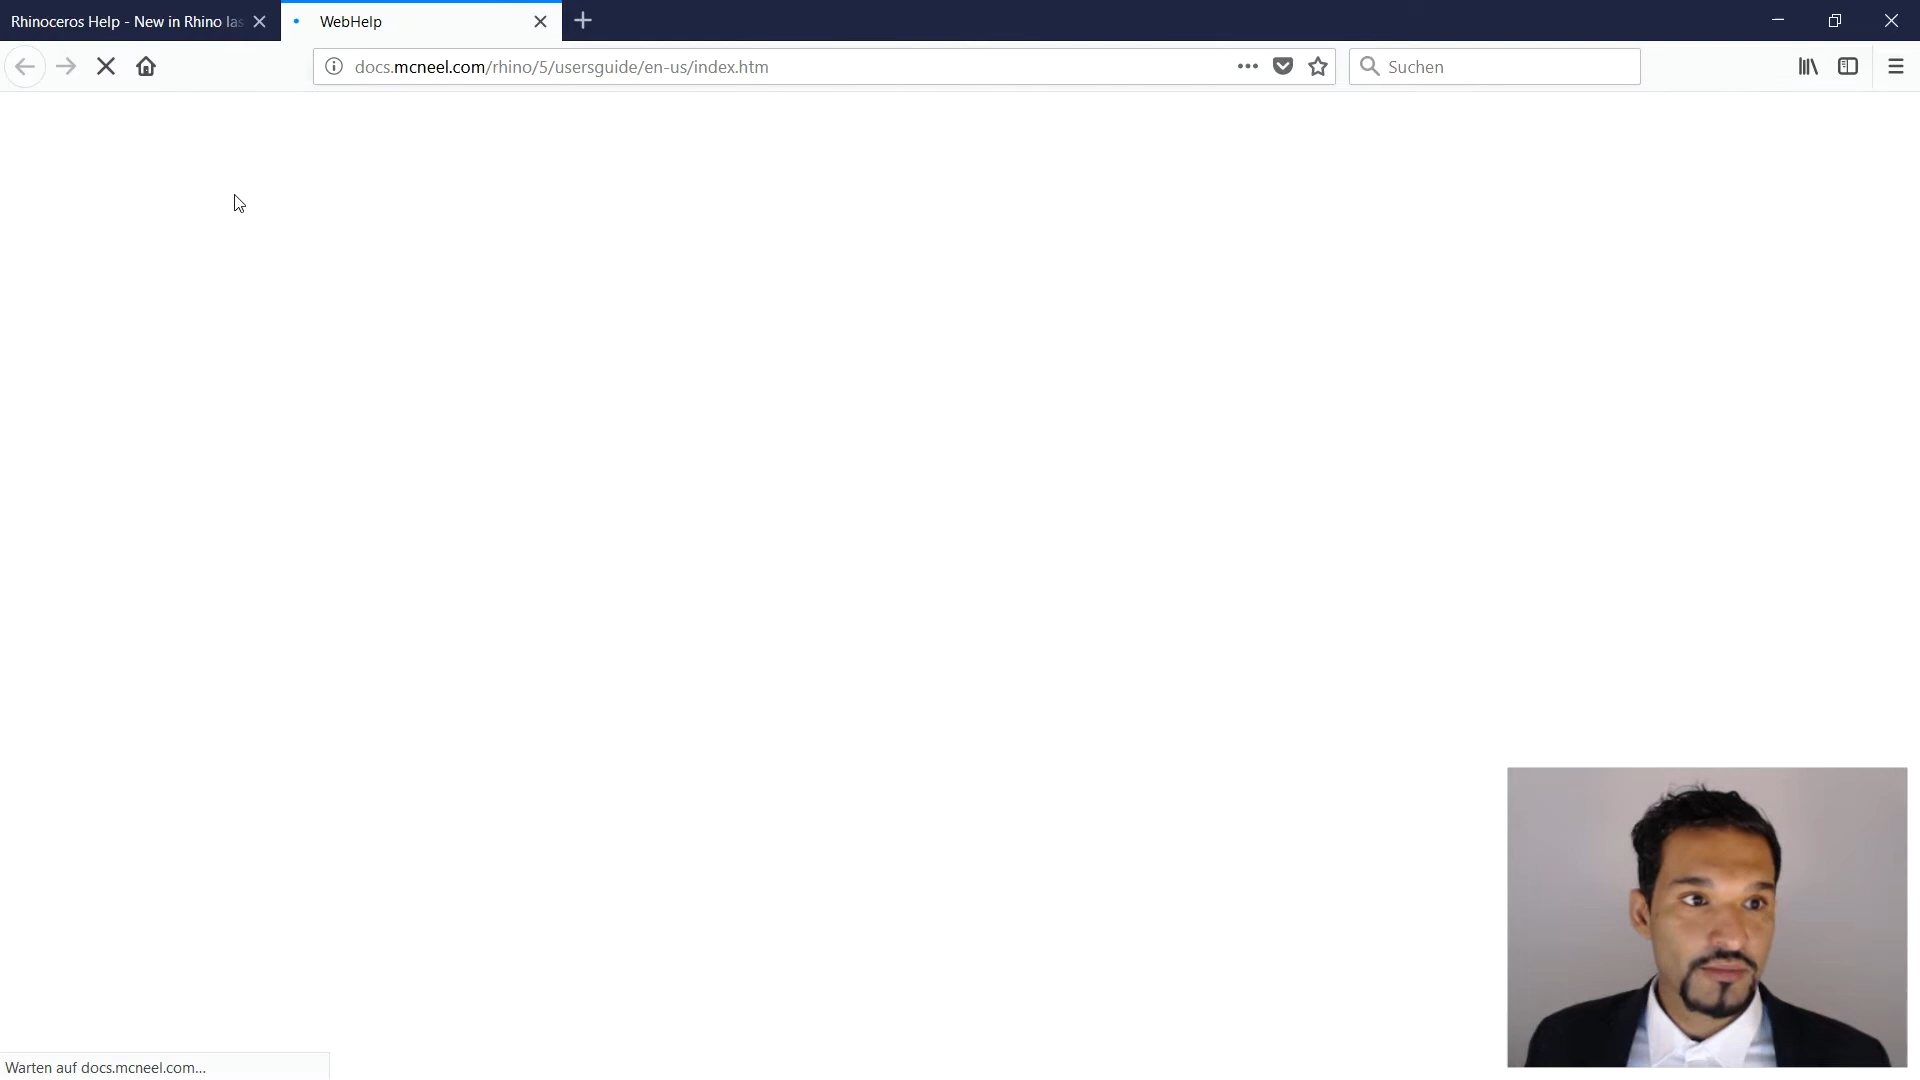 Rhinoceros Help - New in Rhino las
WebHelp
docs.mcneel.com/rhino/5/usersguide/en-us/index.htm
Suchen
Warten auf docs.mcneel.com...